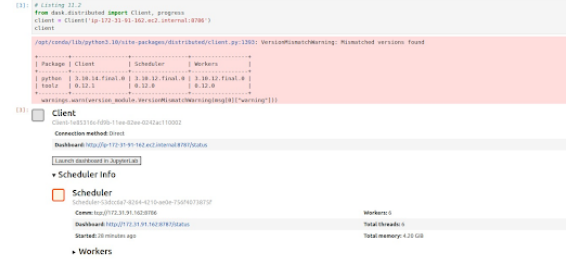 [3]: # Listing 11.2
from dask.distributed import Client, progress
client = Client('ip-172-31-91-162.ec2.internal:8786')
client
/opt/conda/lib/python3.10/site-packages/distributed/client.py:1393: VersionMismatchWarning: Mismatched versions found
+---------+----------------+----------------+----------------+
| Package | Client | Scheduler | Workers |
+---------+----------------+----------------+----------------+
| python | 3.10.14.final.0 | 3.10.12.final.0 | 3.10.12.final.0 |
| toolz | 0.12.1 | 0.12.0 | 0.12.0 |
+---------+----------------+----------------+----------------+
warnings.warn(version_module.VersionMismatchWarning(msg[0]["warning"]))
[3]: Client
Connection method: Direct
Dashboard: http://ip-172-31-91-162.ec2.internal:8787/status
Launch dashboard in JupyterLab
▾ Scheduler Info
Scheduler
Comm: tcp://172.31.91.162:8786 Workers: 6
Dashboard: http://172.31.91.162:8787/status Total threads: 6
Started: 28 minutes ago Total memory: 4.20 GiB
▸ Workers